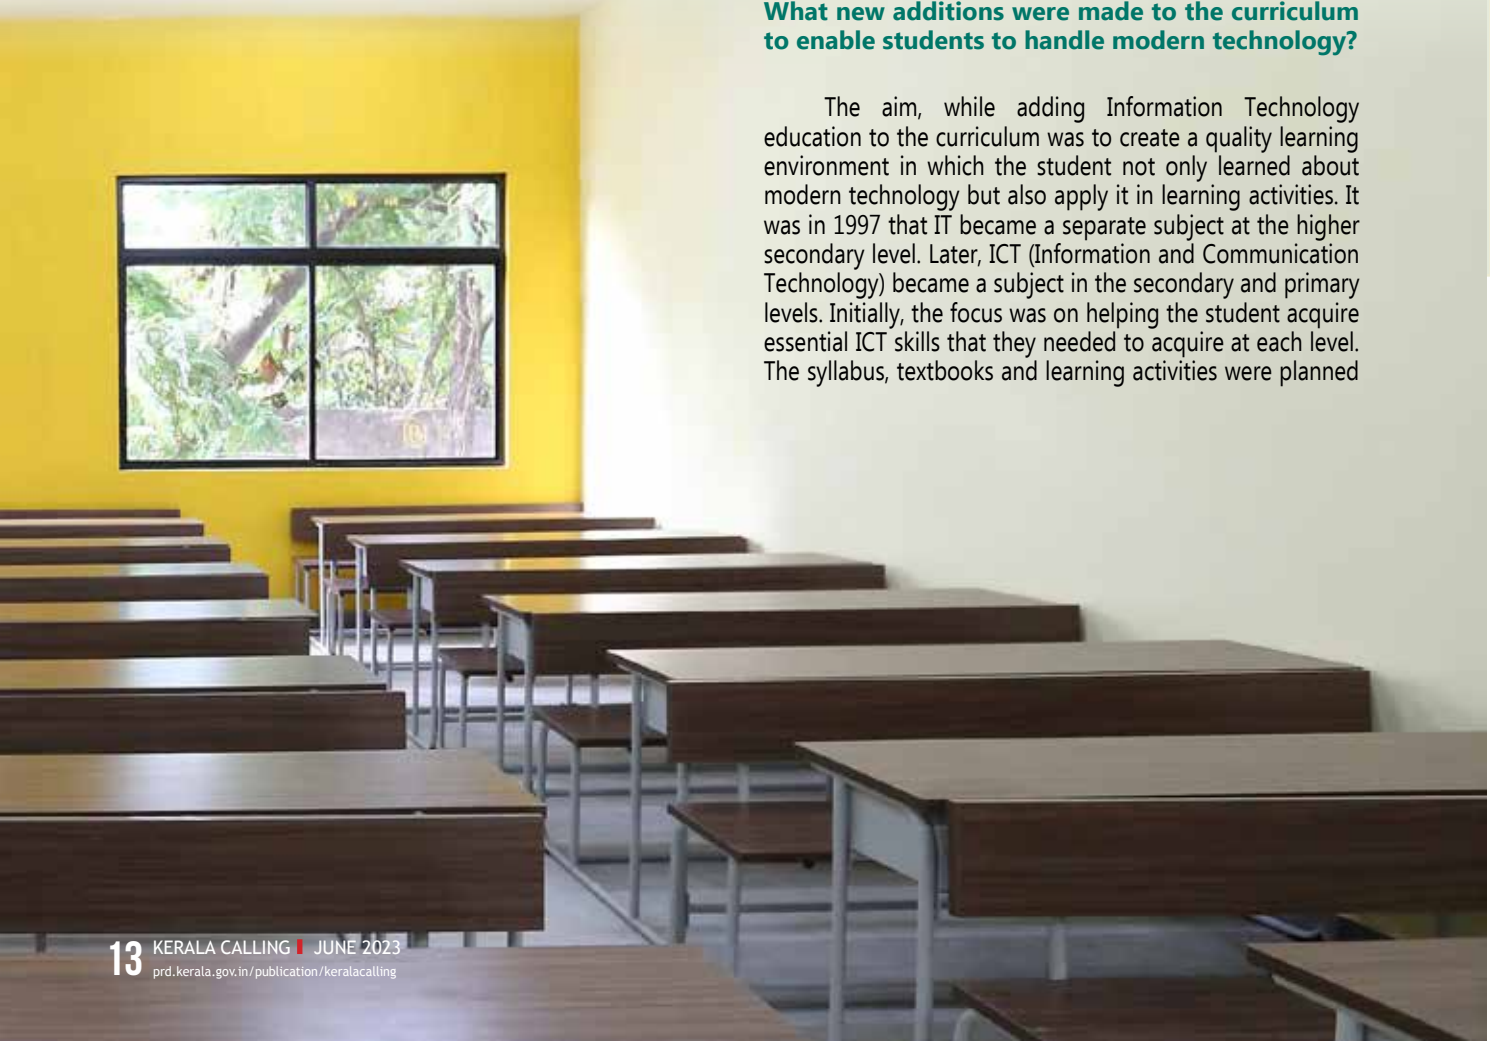 What new additions were made to the curriculum
to enable students to handle modern technology?
The aim, while adding Information Technology
education to the curriculum was to create a quality learning
environment in which the student not only learned about
modern technology but also apply it in learning activities. It
was in 1997 that IT became a separate subject at the higher
secondary level. Later, ICT (Information and Communication
Technology) became a subject in the secondary and primary
levels. Initially, the focus was on helping the student acquire
essential ICT skills that they needed to acquire at each level.
The syllabus, textbooks and learning activities were planned
13 KERALA CALLING JUNE 2023
prd.kerala.gov.in/publication/keralacalling